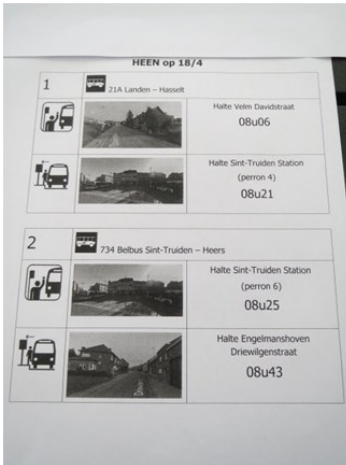 HEEN op 18/4
1
21A Landen – Hasselt
Halte Velm Davidstraat
08u06
Halte Sint-Truiden Station
(perron 4)
08u21
2
734 Belbus Sint-Truiden – Heers
Halte Sint-Truiden Station
(perron 6)
08u25
Halte Engelmanshoven
Driewilgenstraat
08u43